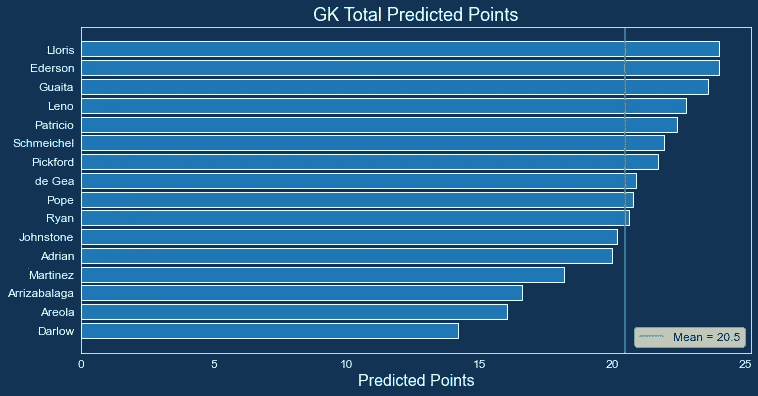 GK Total Predicted Points
Lloris
Ederson
Guaita
Leno
Patricio
Schmeichel
Pickford
de Gea
Pope
Ryan
Johnstone
Adrian
Martinez
Arrizabalaga
Areola
Darlow
Mean = 20.5
0 5 10 15 20 25
Predicted Points